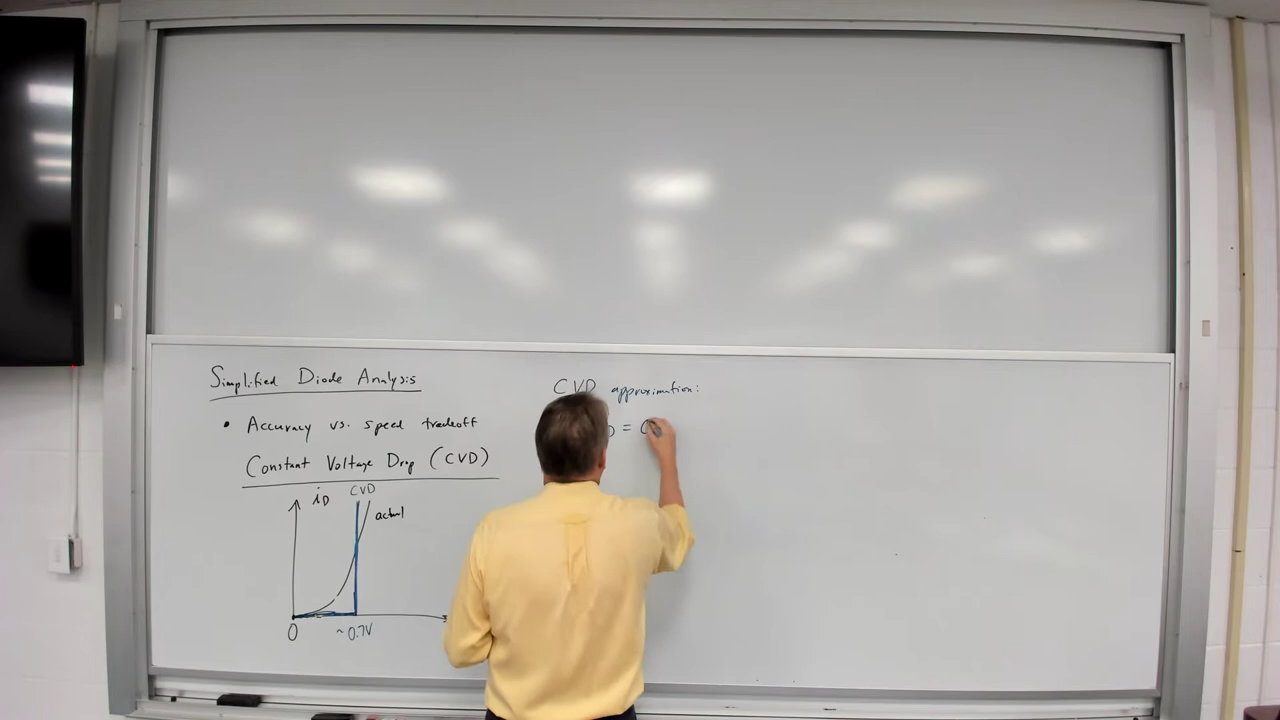 Simplified Diode Analysis
• Accuracy vs. speed tradeoff
Constant Voltage Drop (CVD)
iD
CVD
actual
0
~0.7V
CVD approximation:
D = 0